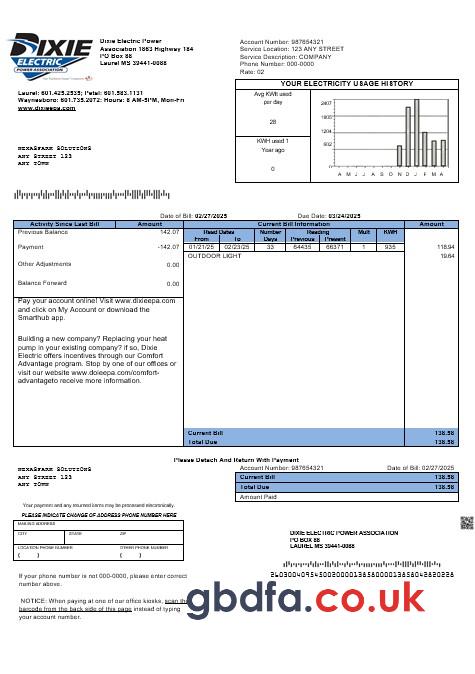 DIXIE
ELECTRIC
POWER ASSOCIATION
Dixie Electric Power
Association 1863 Highway 184
PO Box 88
Laurel MS 39441-0088
Laurel: 601.425.2535; Petal: 601.583.1131
Waynesboro: 601.735.2072; Hours: 8 AM-5PM, Mon-Fri
www.dixieepa.com
Account Number: 987654321
Service Location: 123 ANY STREET
Service Description: COMPANY
Phone Number: 000-0000
Rate: 02
YOUR ELECTRICITY USAGE HISTORY
Avg KWH used
per day
28
KWH used 1
Year ago
0
2407
1805
1204
602
A M J J A S O N D J F M A
NEXASPARK SOLUTIONS
ANY STREET 123
ANY TOWN
Date of Bill: 02/27/2025 Due Date: 03/24/2025
Activity Since Last Bill Amount
Previous Balance 142.07
Payment -142.07
Other Adjustments 0.00
Balance Forward 0.00
Current Bill Information Amount
Read Dates Number Reading Mult KWH
From To Days Previous Present
01/21/25 02/23/25 33 64435 66371 1 935 118.94
OUTDOOR LIGHT 19.64
Pay your account online! Visit www.dixieepa.com
and click on My Account or download the
Smarthub app.
Building a new company? Replacing your heat
pump in your existing company? if so, Dixie
Electric offers incentives through our Comfort
Advantage program. Stop by one of our offices or
visit our website www.doieepa.com/comfort-
advantageto receive more information.
Current Bill 138.58
Total Due 138.58
Please Detach And Return With Payment
NEXASPARK SOLUTIONS
ANY STREET 123
ANY TOWN
Account Number: 987654321 Date of Bill: 02/27/2025
Current Bill 138.58
Total Due 138.58
Amount Paid
Your payment and any returned items may be processed electronically.
PLEASE INDICATE CHANGE OF ADDRESS PHONE NUMBER HERE
MAILING ADDRESS
CITY STATE ZIP
LOCATION PHONE NUMBER OTHER PHONE NUMBER
( ) ( )
DIXIE ELECTRIC POWER ASSOCIATION
PO BOX 88
LAUREL MS 39441-0088
If your phone number is not 000-0000, please enter correct
number above.
NOTICE: When paying at one of our office kiosks, scan the
barcode from the back side of this page instead of typing
your account number.
gbdfa.co.uk